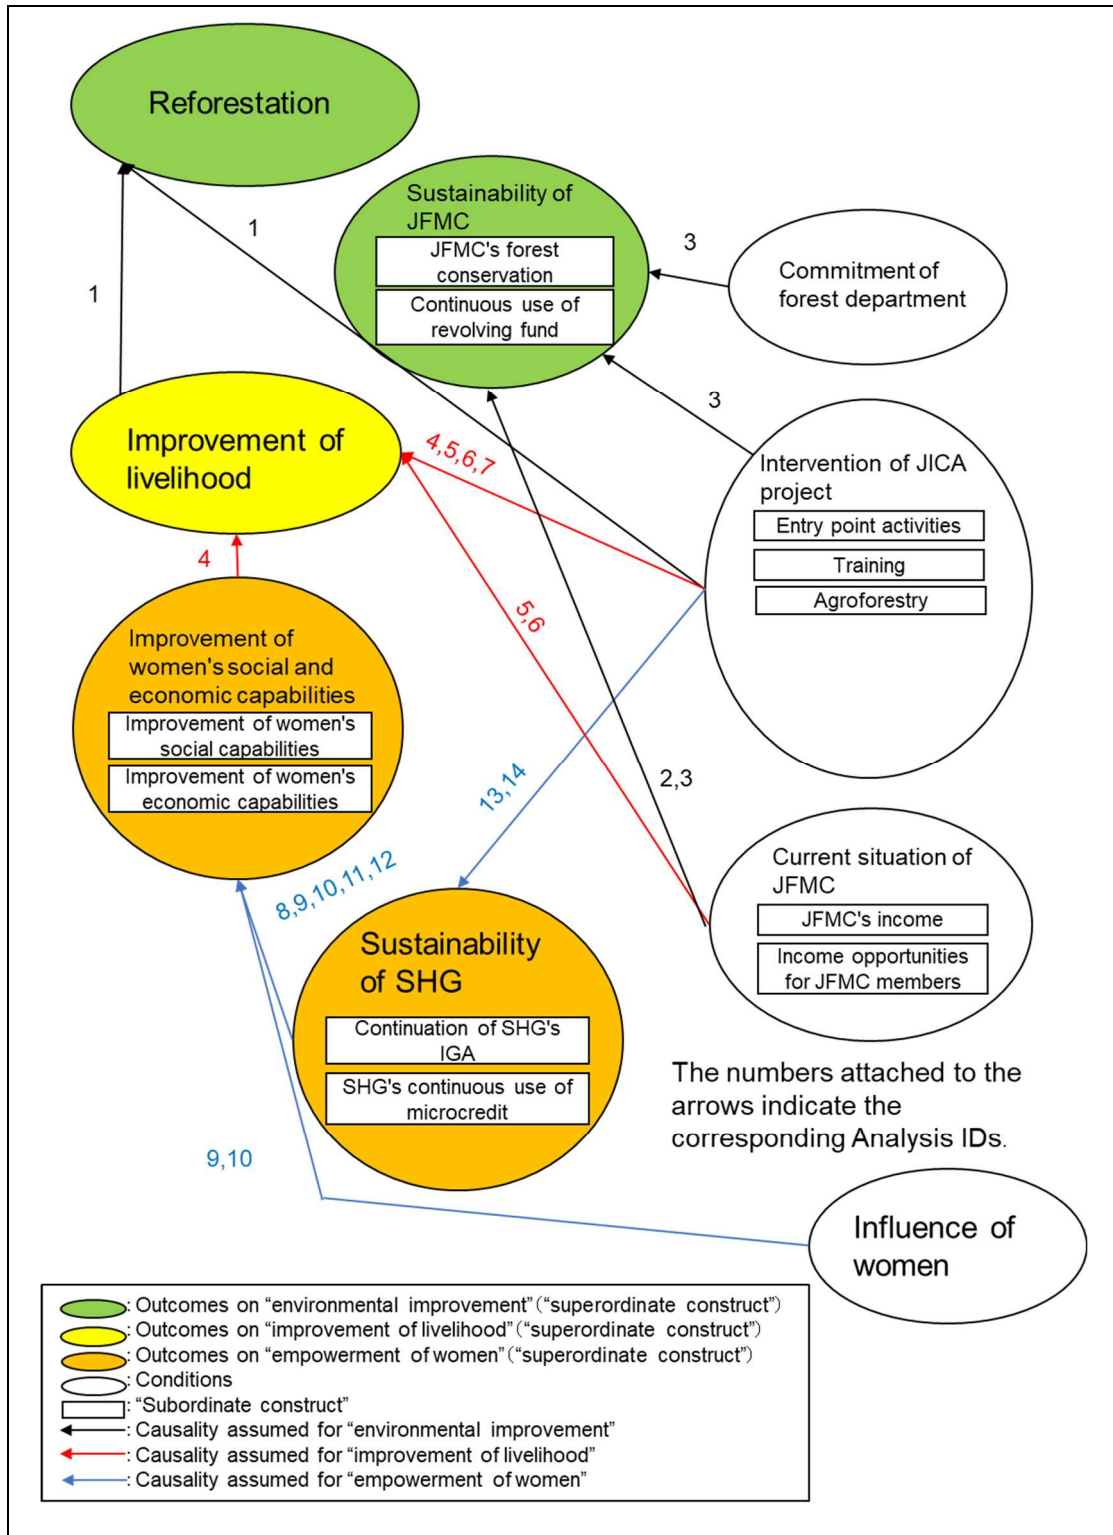 Reforestation
1
1
Sustainability of
JFMC
JFMC's forest
conservation
Continuous use of
revolving fund
3
Commitment of
forest department
3
Improvement of
livelihood
4,5,6,7
Intervention of JICA
project
Entry point activities
Training
Agroforestry
4
5,6
Improvement of
women's social and
economic capabilities
Improvement of women's
social capabilities
Improvement of women's
economic capabilities
13,14
2,3
8,9,10,11,12
Current situation of
JFMC
JFMC's income
Income opportunities
for JFMC members
Sustainability
of SHG
Continuation of SHG's
IGA
SHG's continuous use of
microcredit
The numbers attached to the
arrows indicate the
corresponding Analysis IDs.
9,10
Influence of
women
: Outcomes on “environmental improvement”(“superordinate construct”)
: Outcomes on “improvement of livelihood”(“superordinate construct”)
: Outcomes on “empowerment of women”(“superordinate construct”)
: Conditions
: “Subordinate construct”
: Causality assumed for “environmental improvement”
: Causality assumed for “improvement of livelihood”
: Causality assumed for “empowerment of women”